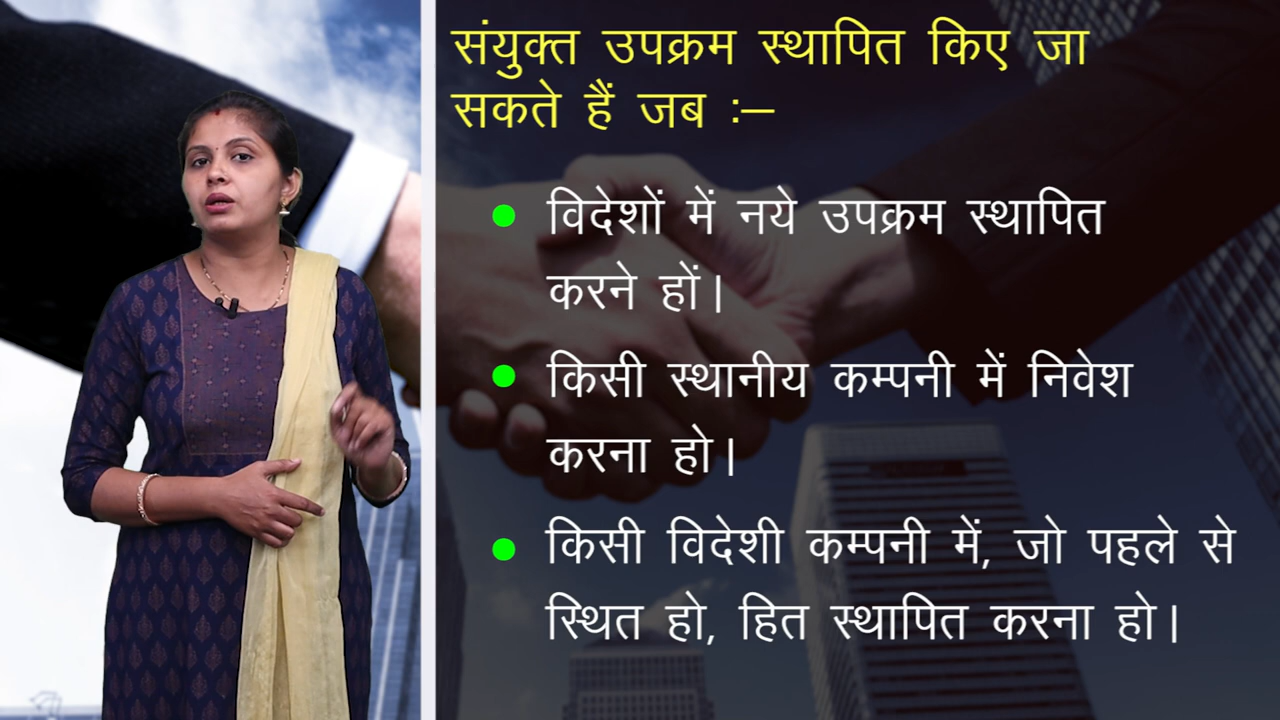 संयुक्त उपक्रम स्थापित किए जा
सकते हैं जब :–
• विदेशों में नये उपक्रम स्थापित
करने हों।
• किसी स्थानीय कम्पनी में निवेश
करना हो।
• किसी विदेशी कम्पनी में, जो पहले से
स्थित हो, हित स्थापित करना हो।